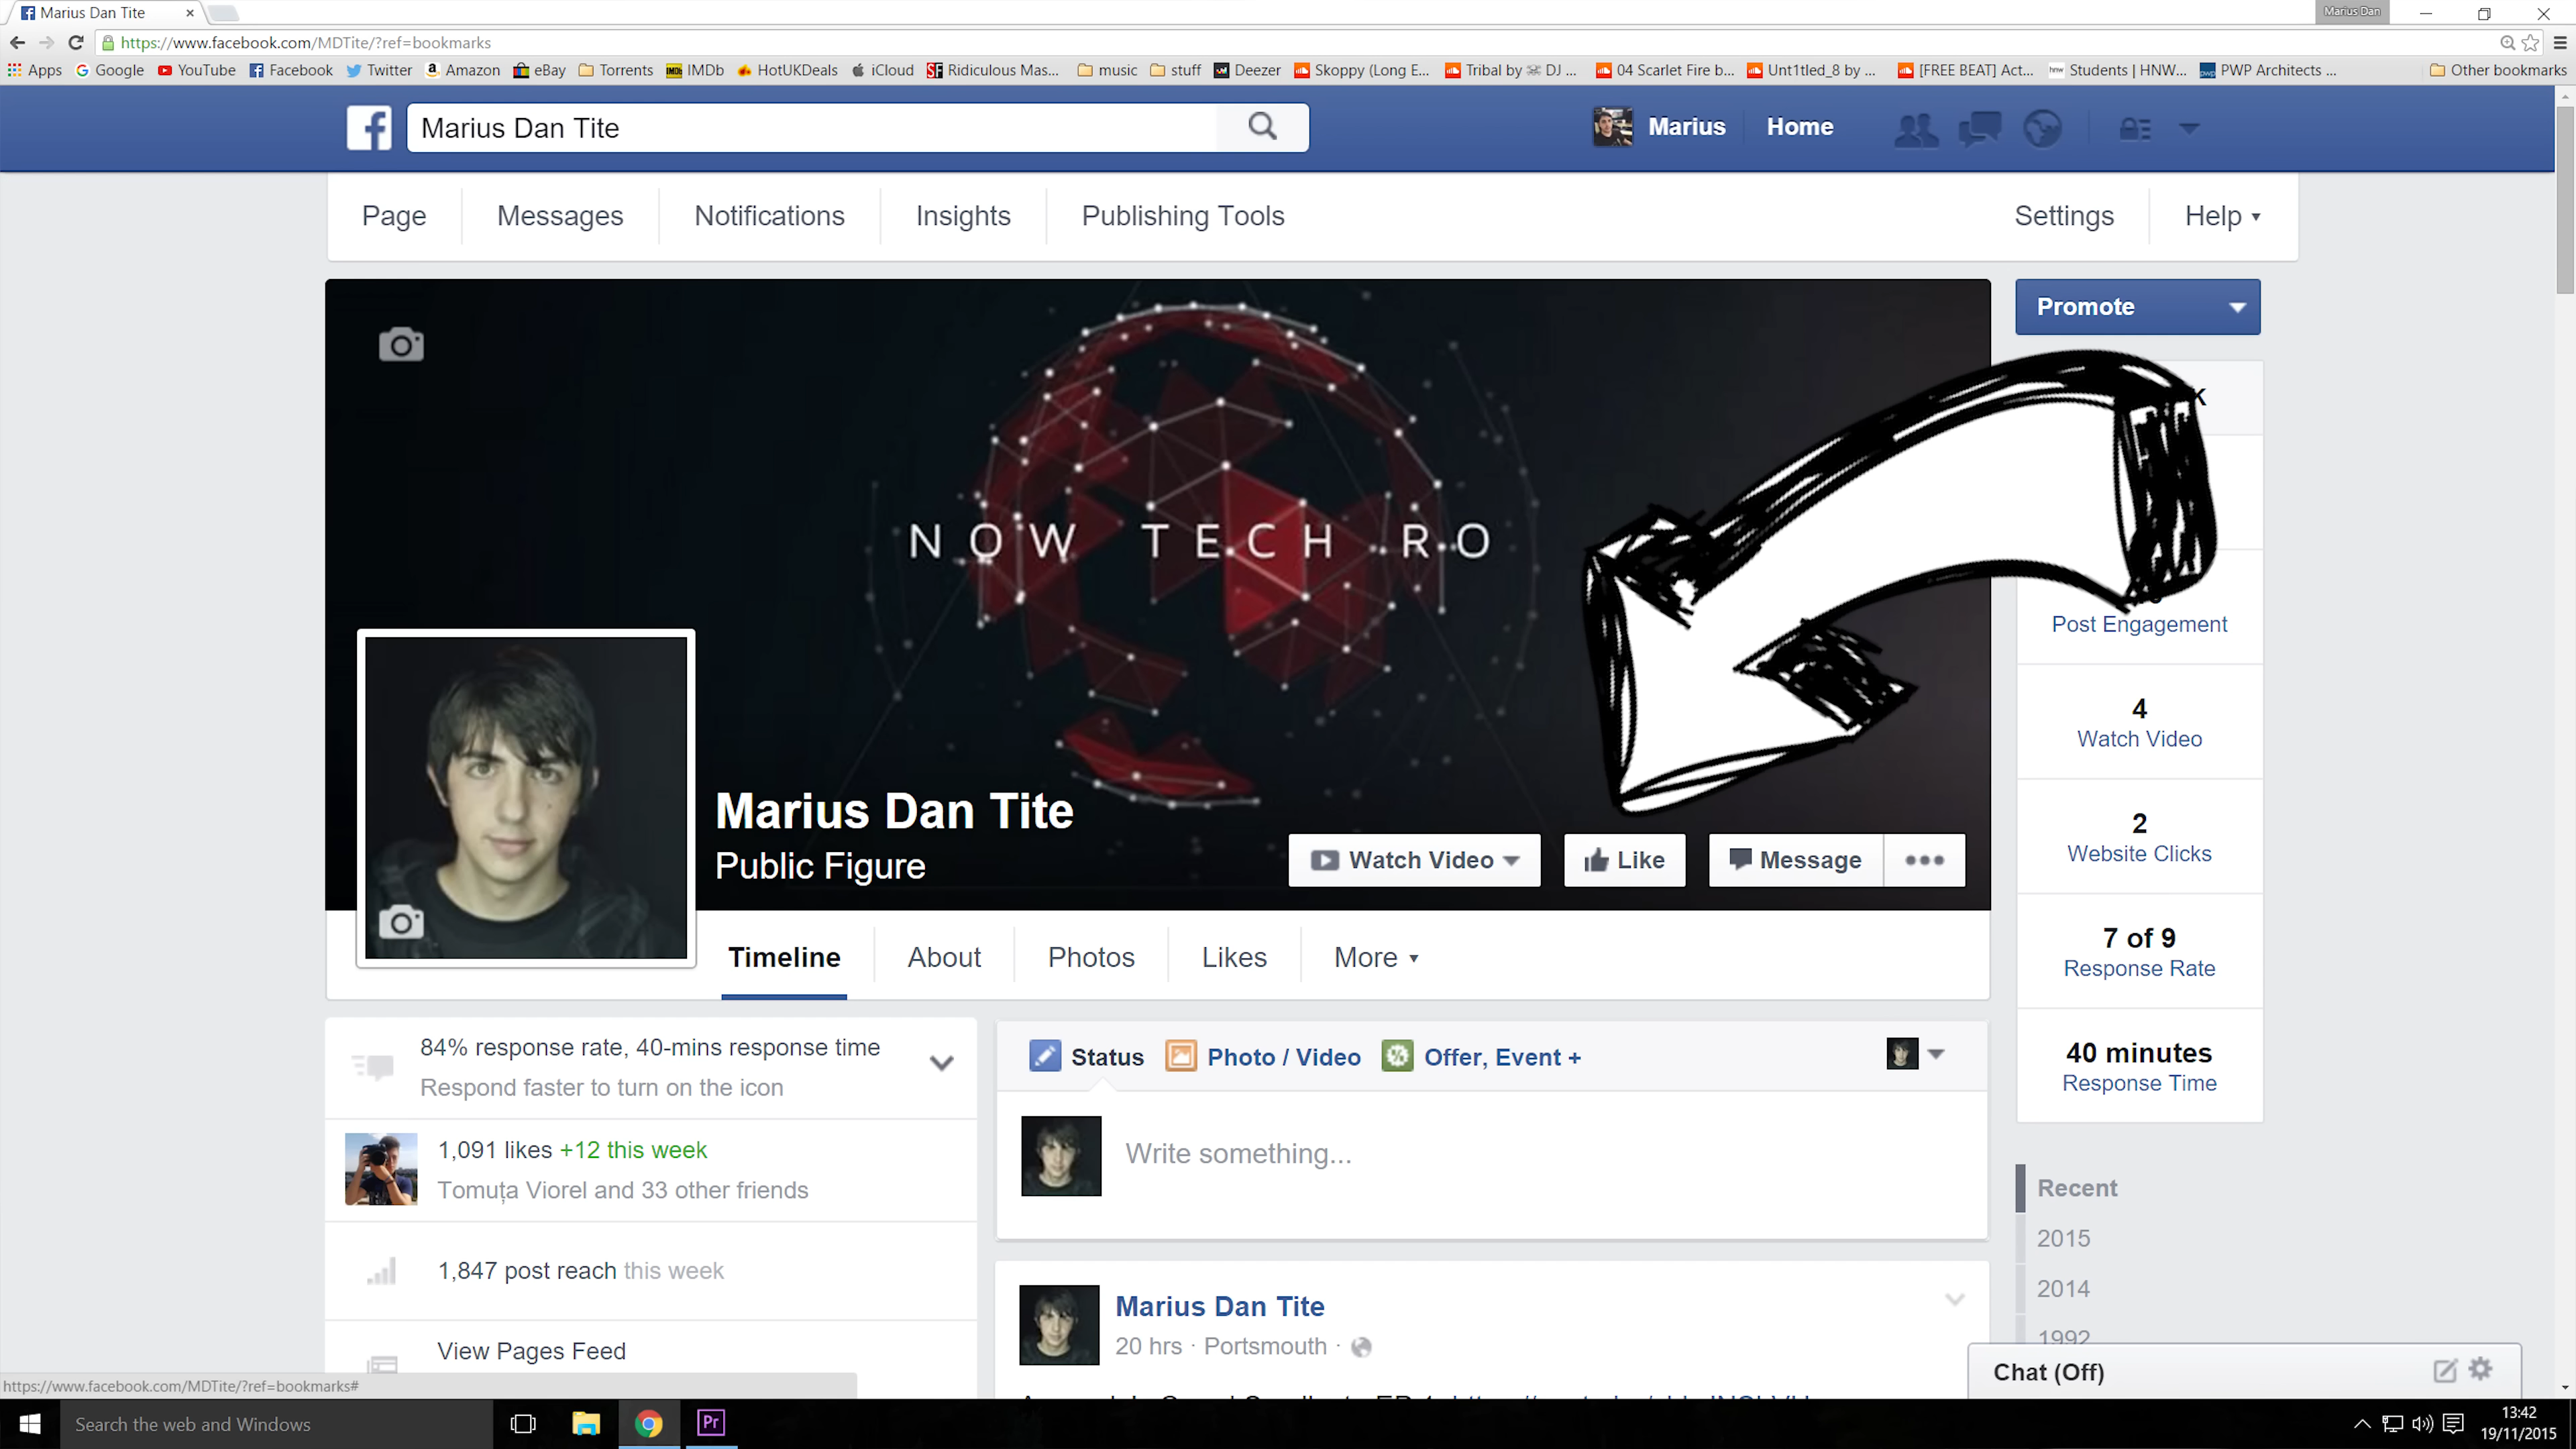 Marius Dan Tite
Marius Dan
https://www.facebook.com/MDTite/?ref=bookmarks
Apps Google YouTube Facebook Twitter Amazon eBay Torrents IMDb HotUKDeals iCloud Ridiculous Mas... music stuff Deezer Skoppy (Long E... Tribal by DJ ... 04 Scarlet Fire b... Unt1tled_8 by ... [FREE BEAT] Act... Students | HNW... PWP Architects ... Other bookmarks
Marius Dan Tite
Marius Home
Page Messages Notifications Insights Publishing Tools Settings Help
Promote
NOW TECH RO
Post Engagement
4
Watch Video
2
Website Clicks
7 of 9
Response Rate
40 minutes
Response Time
Marius Dan Tite
Public Figure
Watch Video Like Message
Timeline About Photos Likes More
84% response rate, 40-mins response time
Respond faster to turn on the icon
1,091 likes +12 this week
Tomuța Viorel and 33 other friends
1,847 post reach this week
View Pages Feed
Status Photo / Video Offer, Event +
Write something...
Marius Dan Tite
20 hrs · Portsmouth ·
Recent
2015
2014
1992
Chat (Off)
https://www.facebook.com/MDTite/?ref=bookmarks#
Search the web and Windows
Pr
13:42
19/11/2015